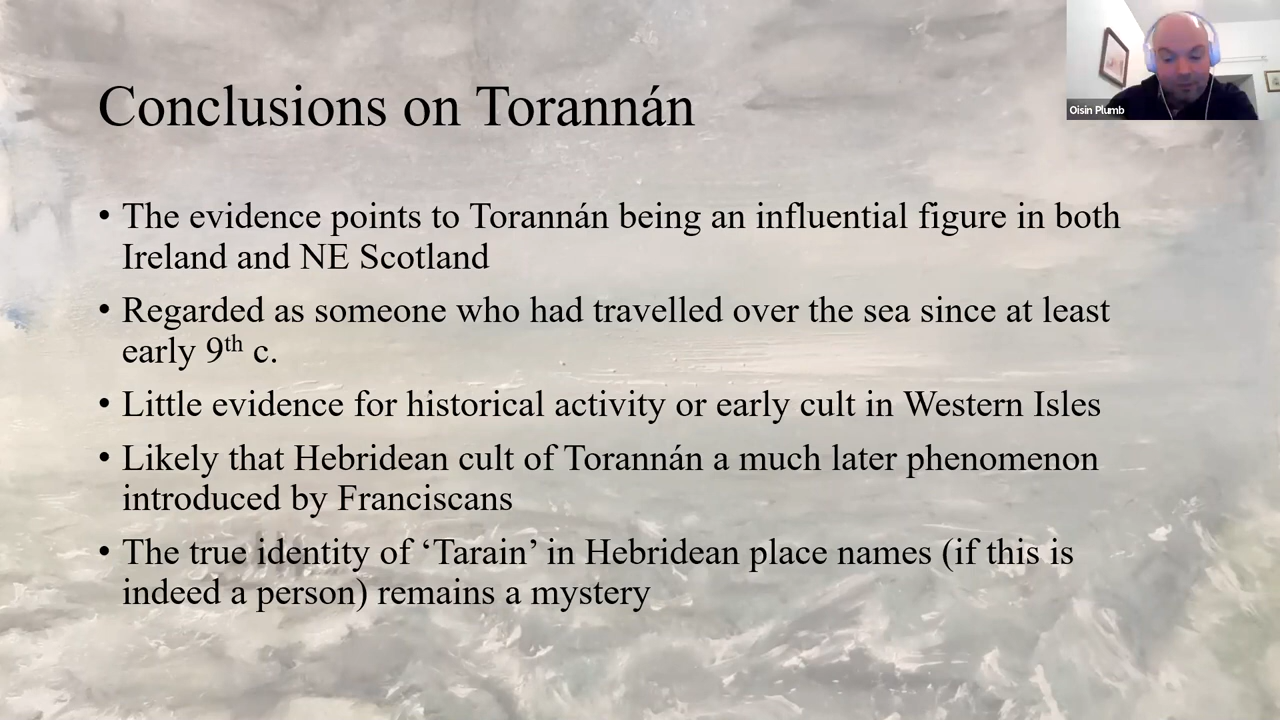 Conclusions on Torannán
Oisín Plumb
• The evidence points to Torannán being an influential figure in both
Ireland and NE Scotland
• Regarded as someone who had travelled over the sea since at least
early 9th c.
• Little evidence for historical activity or early cult in Western Isles
• Likely that Hebridean cult of Torannán a much later phenomenon
introduced by Franciscans
• The true identity of ‘Tarain’ in Hebridean place names (if this is
indeed a person) remains a mystery